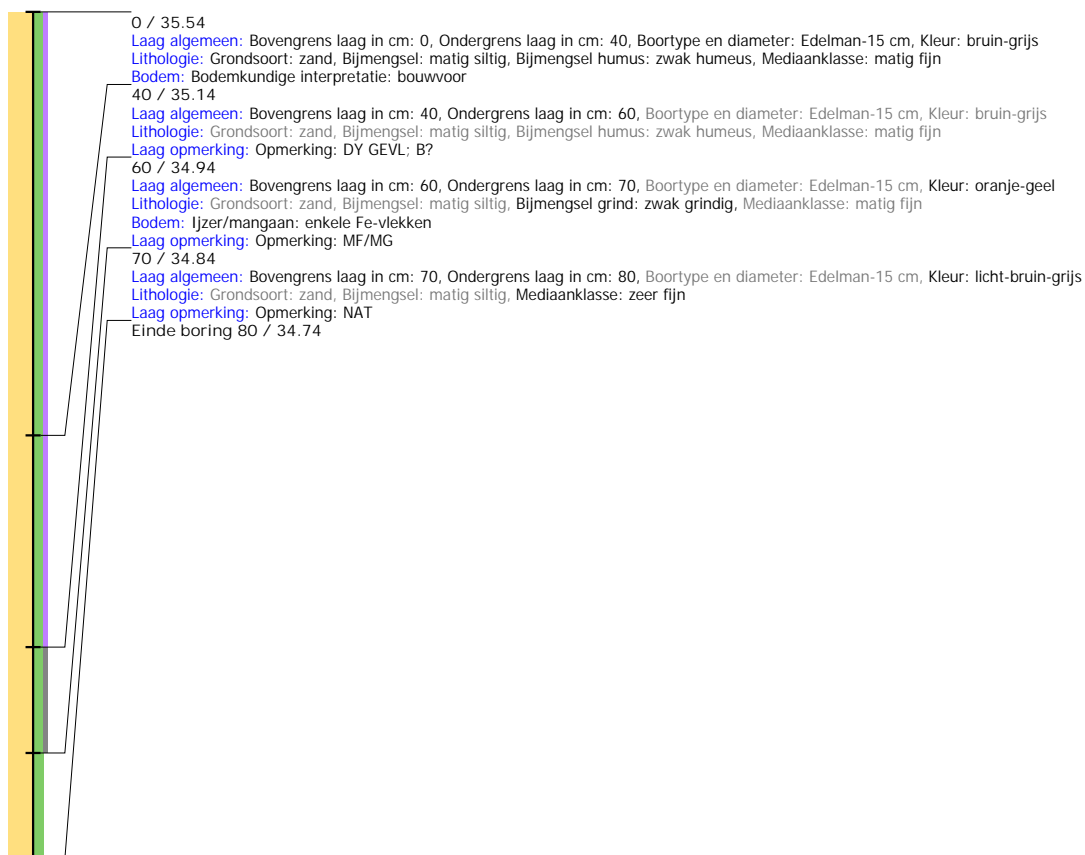 0 / 35.54
Laag algemeen: Bovengrens laag in cm: 0, Ondergrens laag in cm: 40, Boortype en diameter: Edelman-15 cm, Kleur: bruin-grijs
Lithologie: Grondsoort: zand, Bijmengsel: matig siltig, Bijmengsel humus: zwak humeus, Mediaanklasse: matig fijn
Bodem: Bodemkundige interpretatie: bouwvoor
40 / 35.14
Laag algemeen: Bovengrens laag in cm: 40, Ondergrens laag in cm: 60, Boortype en diameter: Edelman-15 cm, Kleur: bruin-grijs
Lithologie: Grondsoort: zand, Bijmengsel: matig siltig, Bijmengsel humus: zwak humeus, Mediaanklasse: matig fijn
Laag opmerking: Opmerking: DY GEVL; B?
60 / 34.94
Laag algemeen: Bovengrens laag in cm: 60, Ondergrens laag in cm: 70, Boortype en diameter: Edelman-15 cm, Kleur: oranje-geel
Lithologie: Grondsoort: zand, Bijmengsel: matig siltig, Bijmengsel grind: zwak grindig, Mediaanklasse: matig fijn
Bodem: Ijzer/mangaan: enkele Fe-vlekken
Laag opmerking: Opmerking: MF/MG
70 / 34.84
Laag algemeen: Bovengrens laag in cm: 70, Ondergrens laag in cm: 80, Boortype en diameter: Edelman-15 cm, Kleur: licht-bruin-grijs
Lithologie: Grondsoort: zand, Bijmengsel: matig siltig, Mediaanklasse: zeer fijn
Laag opmerking: Opmerking: NAT
Einde boring 80 / 34.74